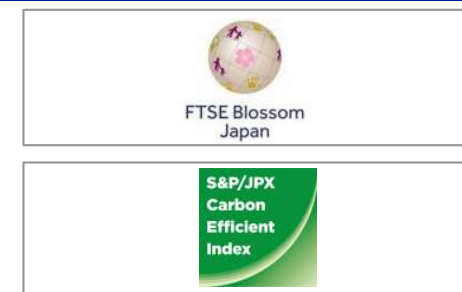 FTSE Blossom
Japan
S&P/JPX
Carbon
Efficient
Index